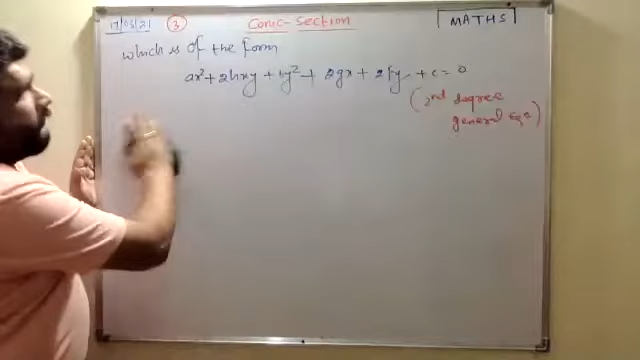 17/03/21 3 Conic-Section MATHS
which is of the form
ax² + 2hxy + by² + 2gx + 2fy + c = 0
(2nd degree
general Eqn)